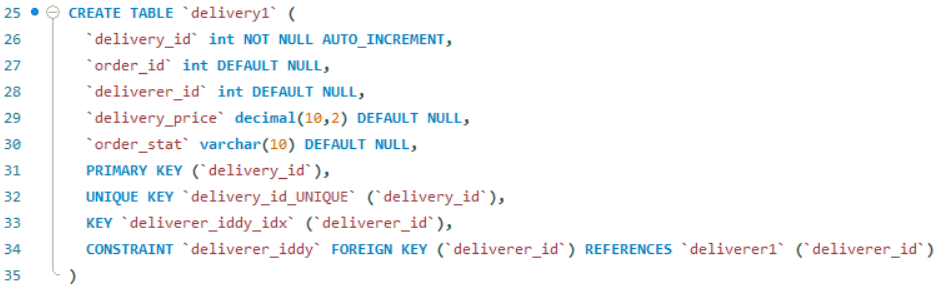 25 CREATE TABLE `delivery1` (
26 `delivery_id` int NOT NULL AUTO_INCREMENT,
27 `order_id` int DEFAULT NULL,
28 `deliverer_id` int DEFAULT NULL,
29 `delivery_price` decimal(10,2) DEFAULT NULL,
30 `order_stat` varchar(10) DEFAULT NULL,
31 PRIMARY KEY (`delivery_id`),
32 UNIQUE KEY `delivery_id_UNIQUE` (`delivery_id`),
33 KEY `deliverer_iddy_idx` (`deliverer_id`),
34 CONSTRAINT `deliverer_iddy` FOREIGN KEY (`deliverer_id`) REFERENCES `deliverer1` (`deliverer_id`)
35 )